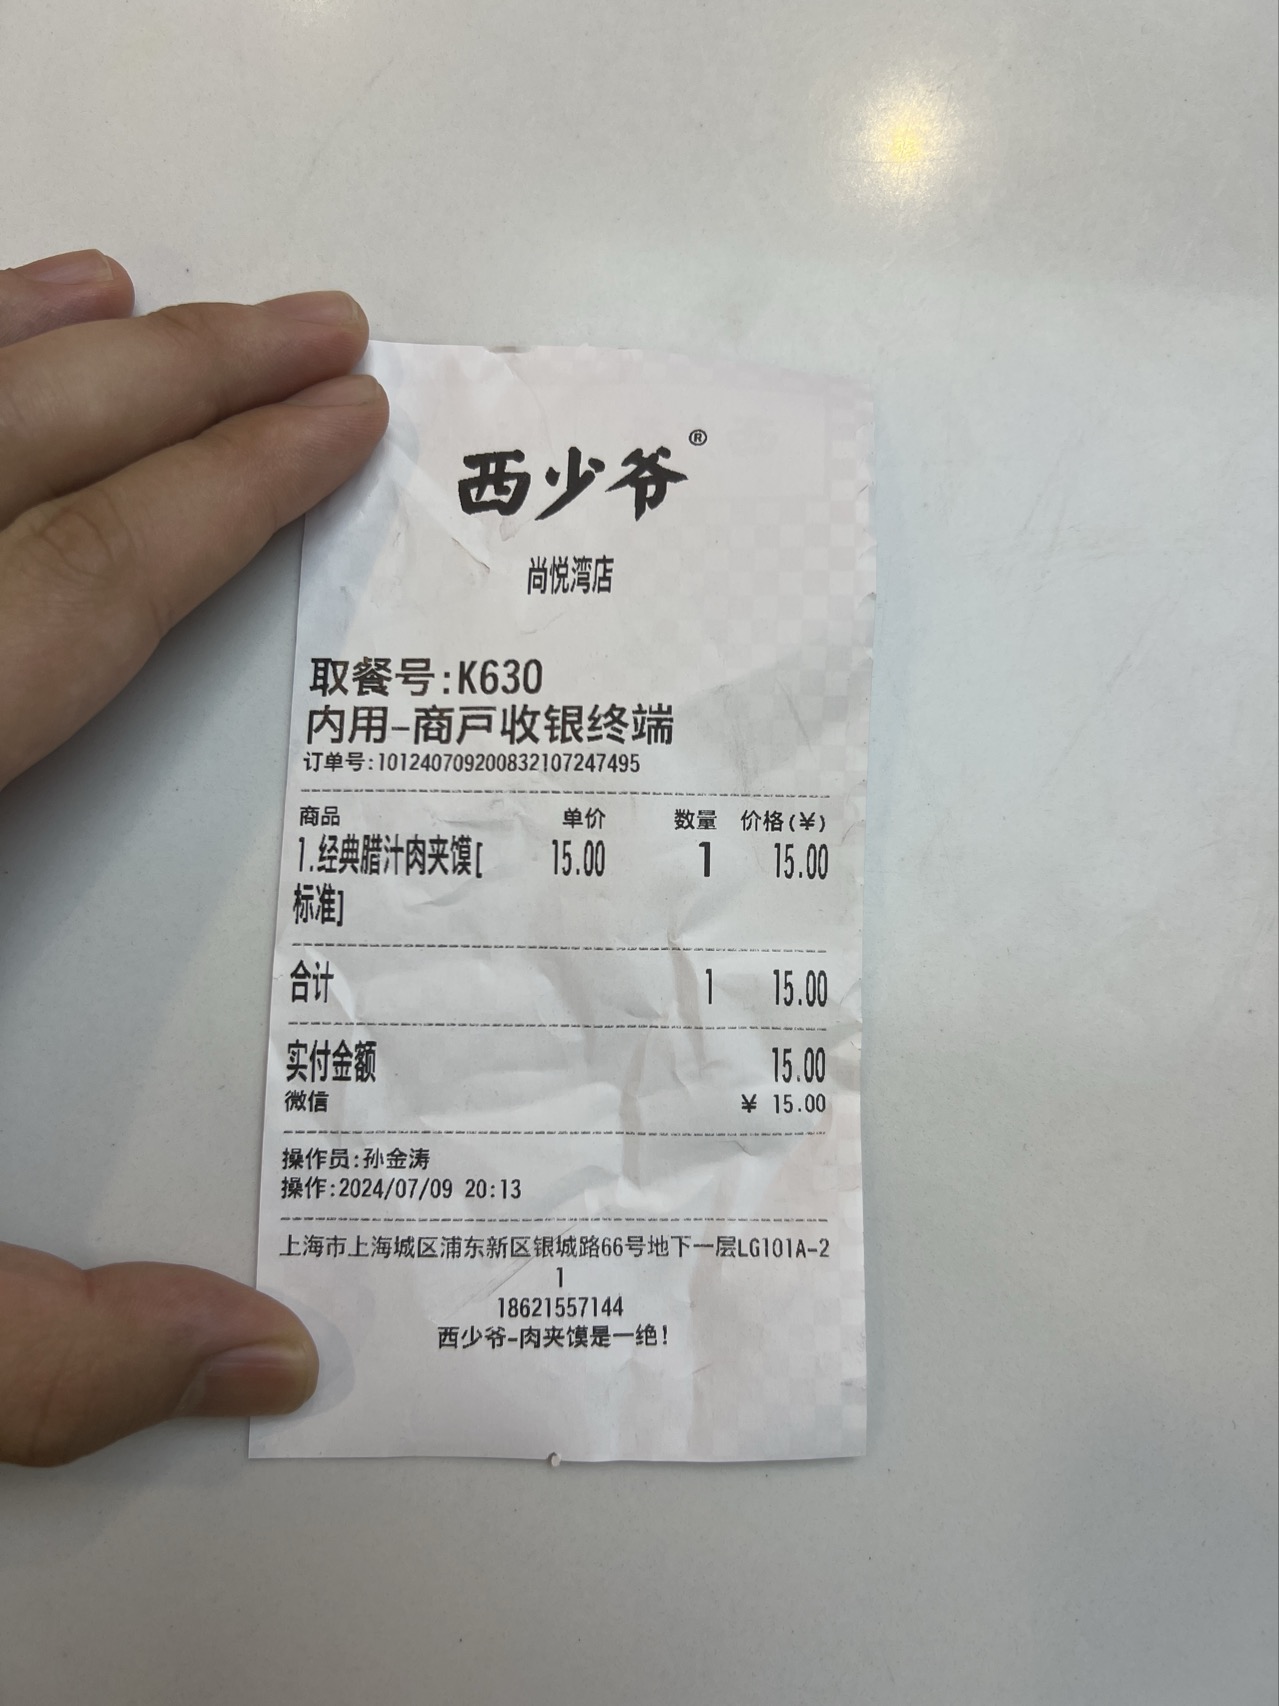 西少爷®
尚悦湾店
取餐号:K630
内用-商戸收银终端
订单号:101240709200832107247495
商品 单价 数量 价格(¥)
1.经典腊汁肉夹馍[ 15.00 1 15.00
标准]
合计 1 15.00
实付金额 15.00
微信 ¥ 15.00
操作员:孙金涛
操作:2024/07/09 20:13
上海市上海城区浦东新区银城路66号地下一层LG101A-2
1
18621557144
西少爷-肉夹馍是一绝!